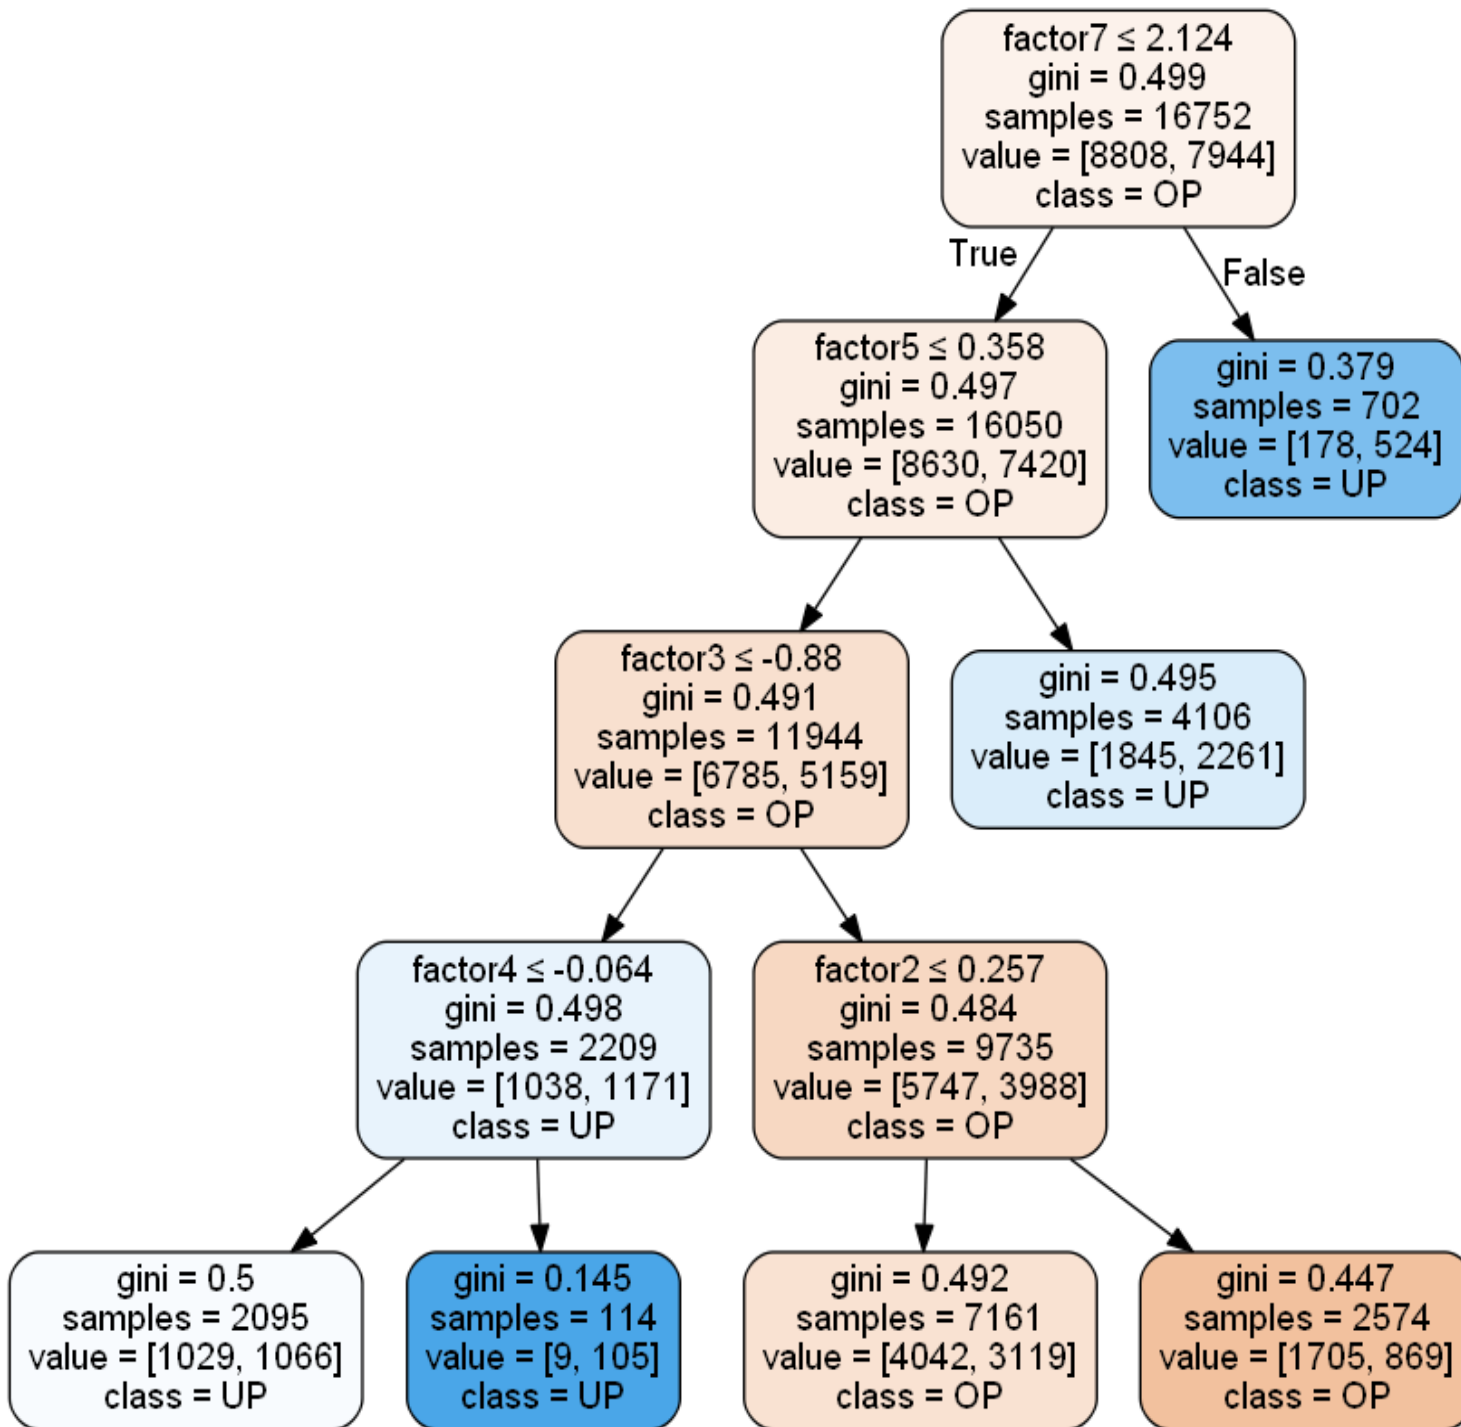 factor7 ≤ 2.124
gini = 0.499
samples = 16752
value = [8808, 7944]
class = OP
True
False
factor5 ≤ 0.358
gini = 0.497
samples = 16050
value = [8630, 7420]
class = OP
gini = 0.379
samples = 702
value = [178, 524]
class = UP
factor3 ≤ -0.88
gini = 0.491
samples = 11944
value = [6785, 5159]
class = OP
gini = 0.495
samples = 4106
value = [1845, 2261]
class = UP
factor4 ≤ -0.064
gini = 0.498
samples = 2209
value = [1038, 1171]
class = UP
factor2 ≤ 0.257
gini = 0.484
samples = 9735
value = [5747, 3988]
class = OP
gini = 0.5
samples = 2095
value = [1029, 1066]
class = UP
gini = 0.145
samples = 114
value = [9, 105]
class = UP
gini = 0.492
samples = 7161
value = [4042, 3119]
class = OP
gini = 0.447
samples = 2574
value = [1705, 869]
class = OP